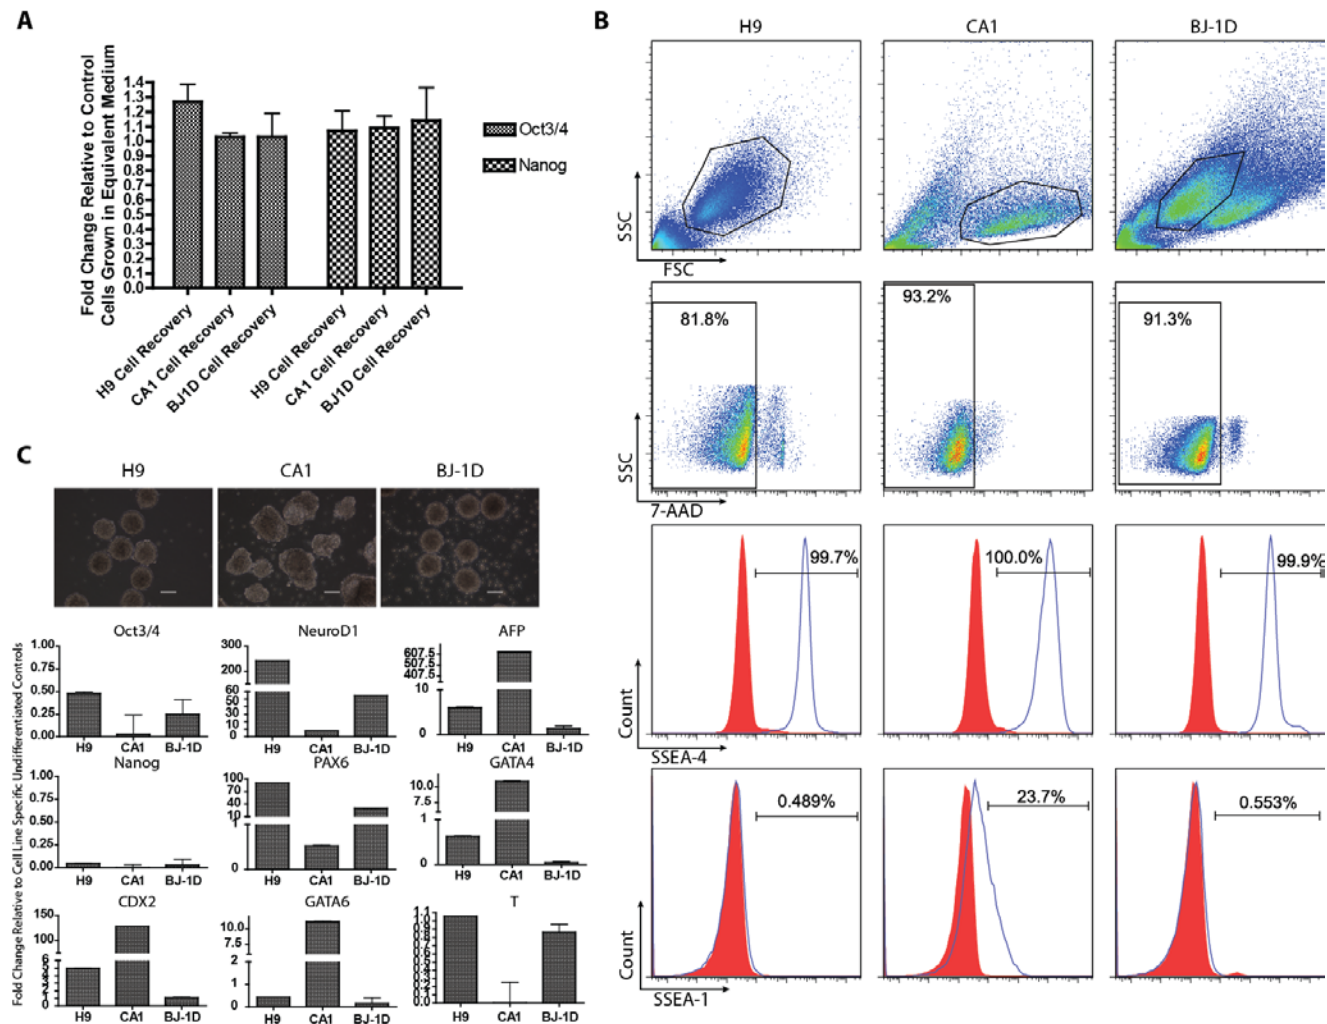 A
Fold Change Relative to Control
Cells Grown in Equivalent Medium
1.4
1.3
1.2
1.1
1.0
0.9
0.8
0.7
0.6
0.5
0.4
0.3
0.2
0.1
0.0
H9 Cell Recovery
CA1 Cell Recovery
BJ1D Cell Recovery
H9 Cell Recovery
CA1 Cell Recovery
BJ1D Cell Recovery
Oct3/4
Nanog
B
H9 CA1 BJ-1D
SSC
FSC
81.8% 93.2% 91.3%
SSC
7-AAD
99.7% 100.0% 99.9%
Count
SSEA-4
0.489% 23.7% 0.553%
Count
SSEA-1
C
H9 CA1 BJ-1D
Fold Change Relative to Cell Line Specific Undifferentiated Controls
Oct3/4
1.00
0.75
0.50
0.25
0.00
H9 CA1 BJ-1D
NeuroD1
300
200
100
60
50
40
30
20
10
0
H9 CA1 BJ-1D
AFP
607.5
507.5
407.5
10
0
H9 CA1 BJ-1D
Nanog
1.00
0.75
0.50
0.25
0.00
H9 CA1 BJ-1D
PAX6
100
70
40
10
1
0
H9 CA1 BJ-1D
GATA4
10.0
7.5
1
0
H9 CA1 BJ-1D
CDX2
150
100
6
5
4
3
2
1
0
H9 CA1 BJ-1D
GATA6
10.0
7.5
2
1
0
H9 CA1 BJ-1D
T
1.1
1.0
0.9
0.8
0.7
0.6
0.5
0.4
0.3
0.2
0.1
0.0
H9 CA1 BJ-1D